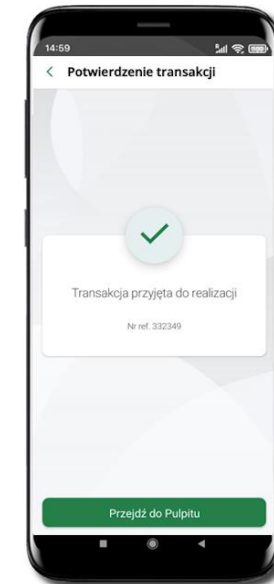 14:59
Potwierdzenie transakcji
Transakcja przyjęta do realizacji
Nr ref. 332349
Przejdź do Pulpitu